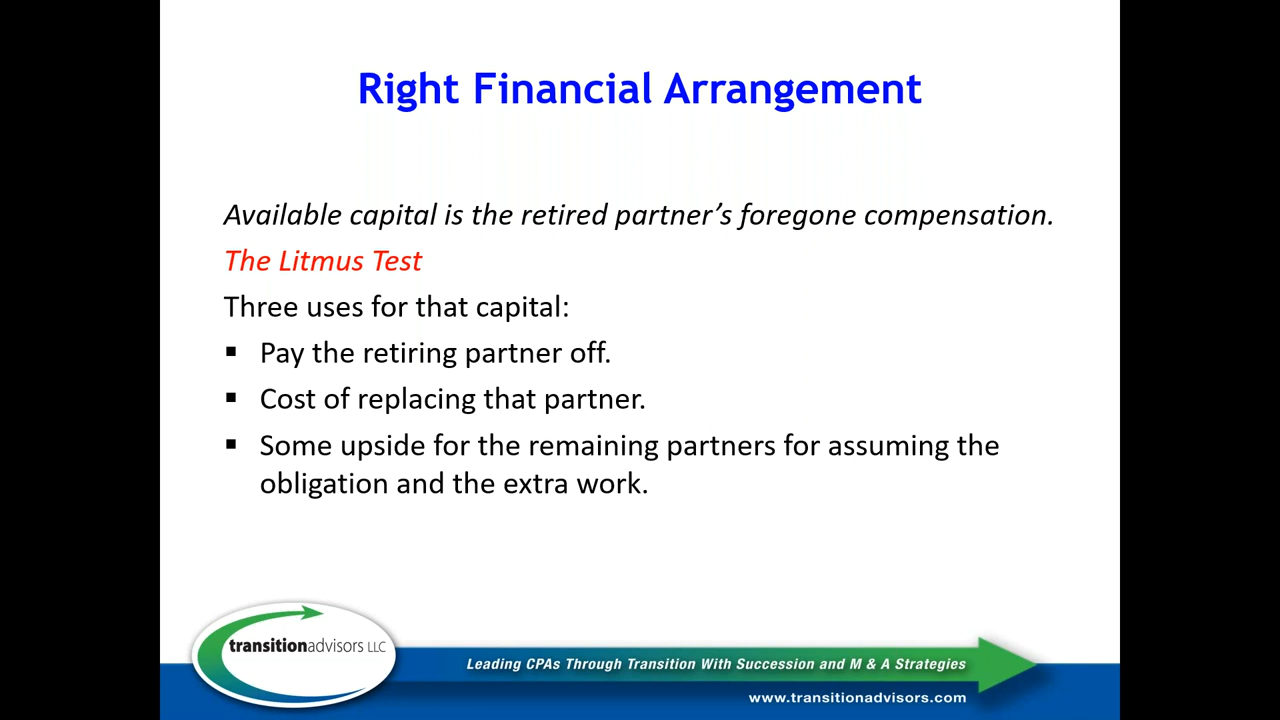 Right Financial Arrangement
Available capital is the retired partner’s foregone compensation.
The Litmus Test
Three uses for that capital:
▪ Pay the retiring partner off.
▪ Cost of replacing that partner.
▪ Some upside for the remaining partners for assuming the
obligation and the extra work.
transitionadvisors LLC
Leading CPAs Through Transition With Succession and M & A Strategies
www.transitionadvisors.com